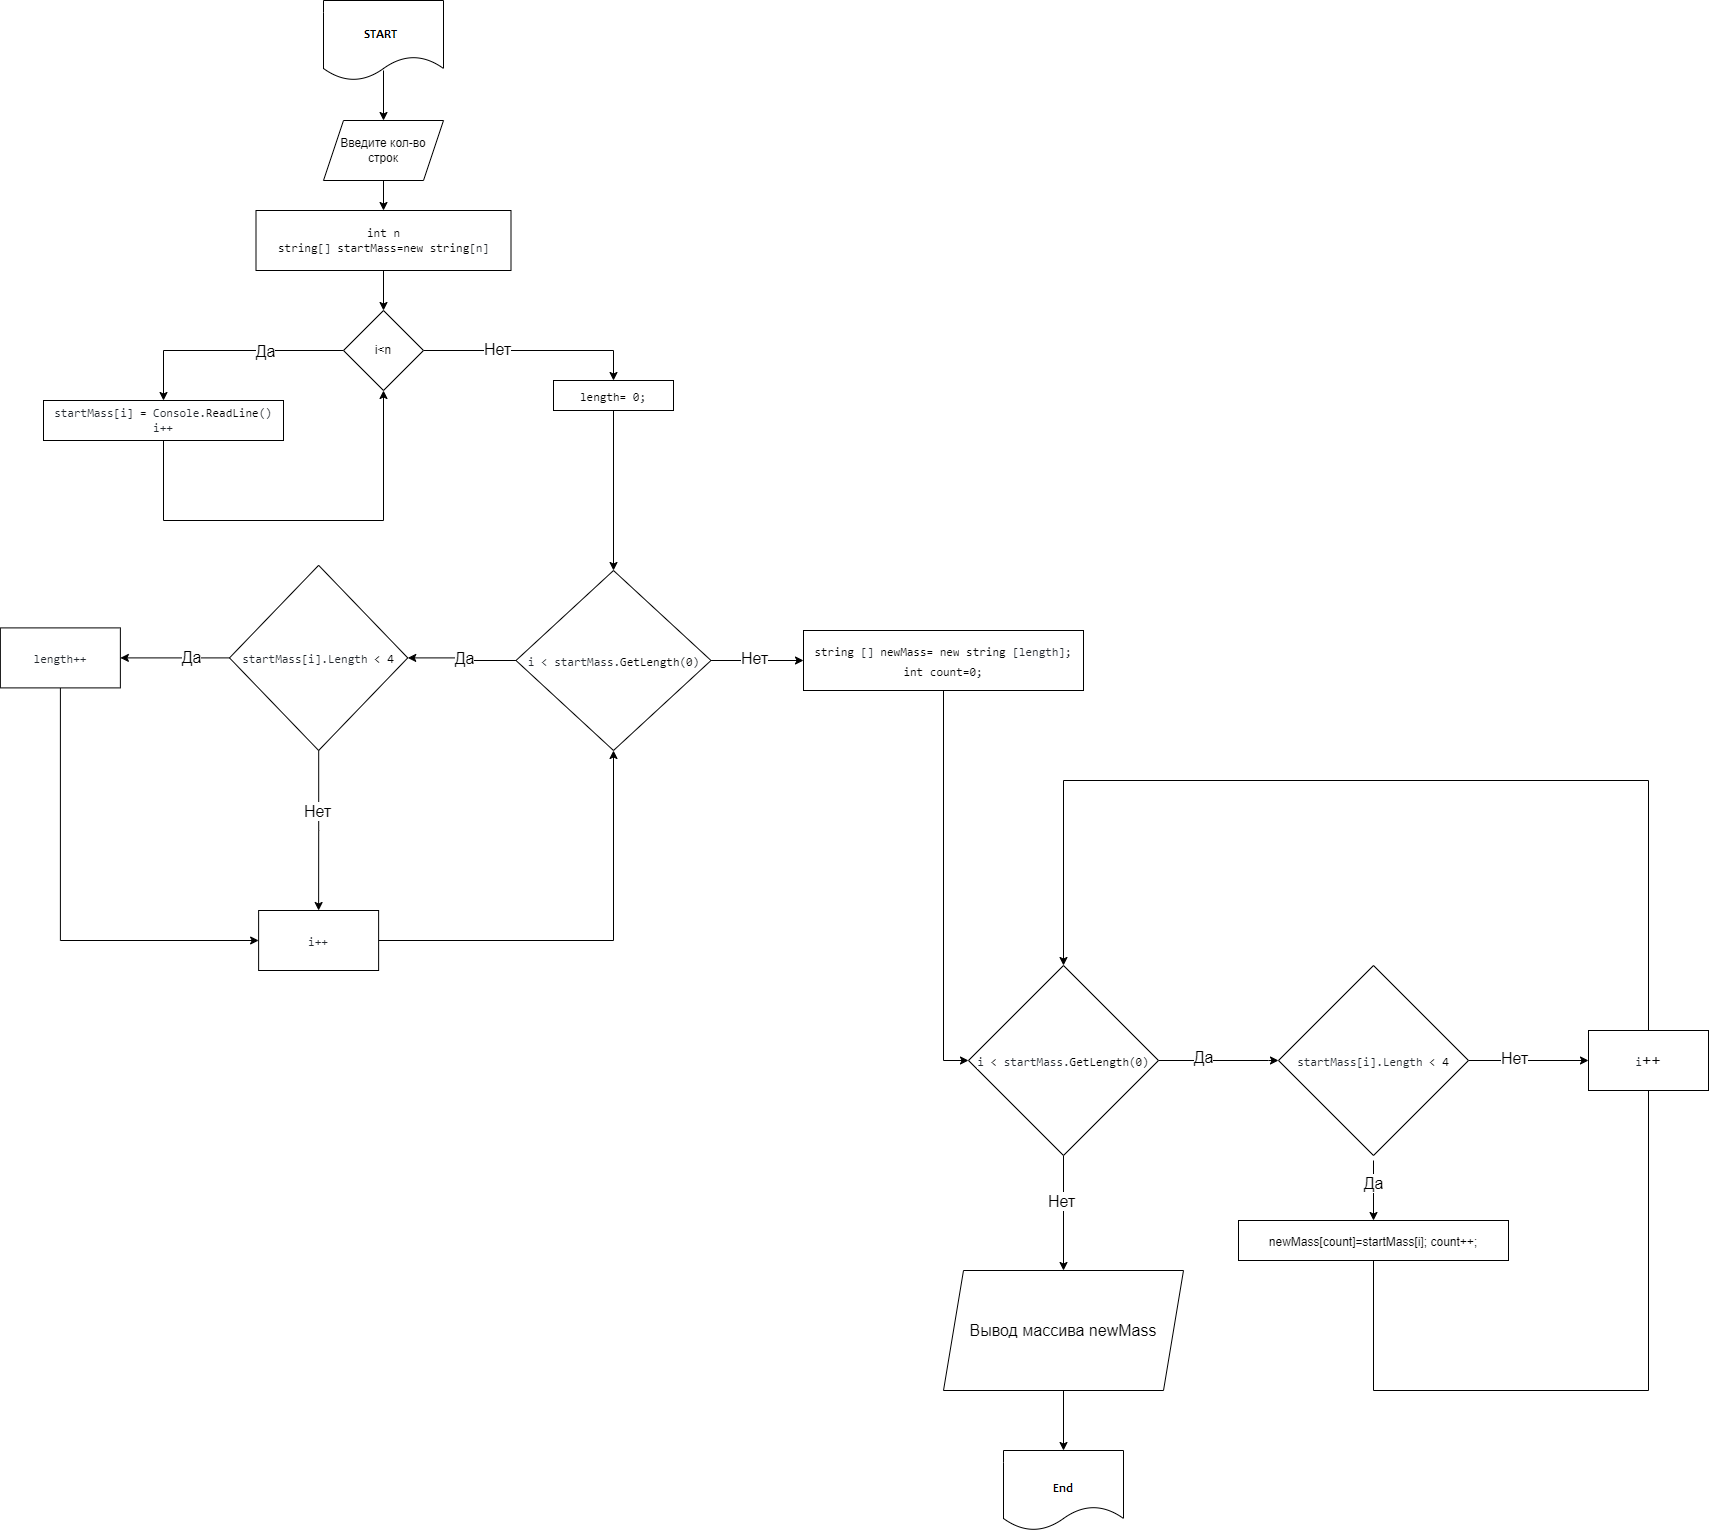 START
Введите кол-во
строк
int n
string[] startMass=new string[n]
i<n
Да
Нет
startMass[i] = Console.ReadLine()
i++
length= 0;
length++
Да
startMass[i].Length < 4
Да
i < startMass.GetLength(0)
Нет
string [] newMass= new string [length];
int count=0;
Нет
i++
i < startMass.GetLength(0)
Да
startMass[i].Length < 4
Нет
i++
Да
Нет
newMass[count]=startMass[i]; count++;
Вывод массива newMass
End